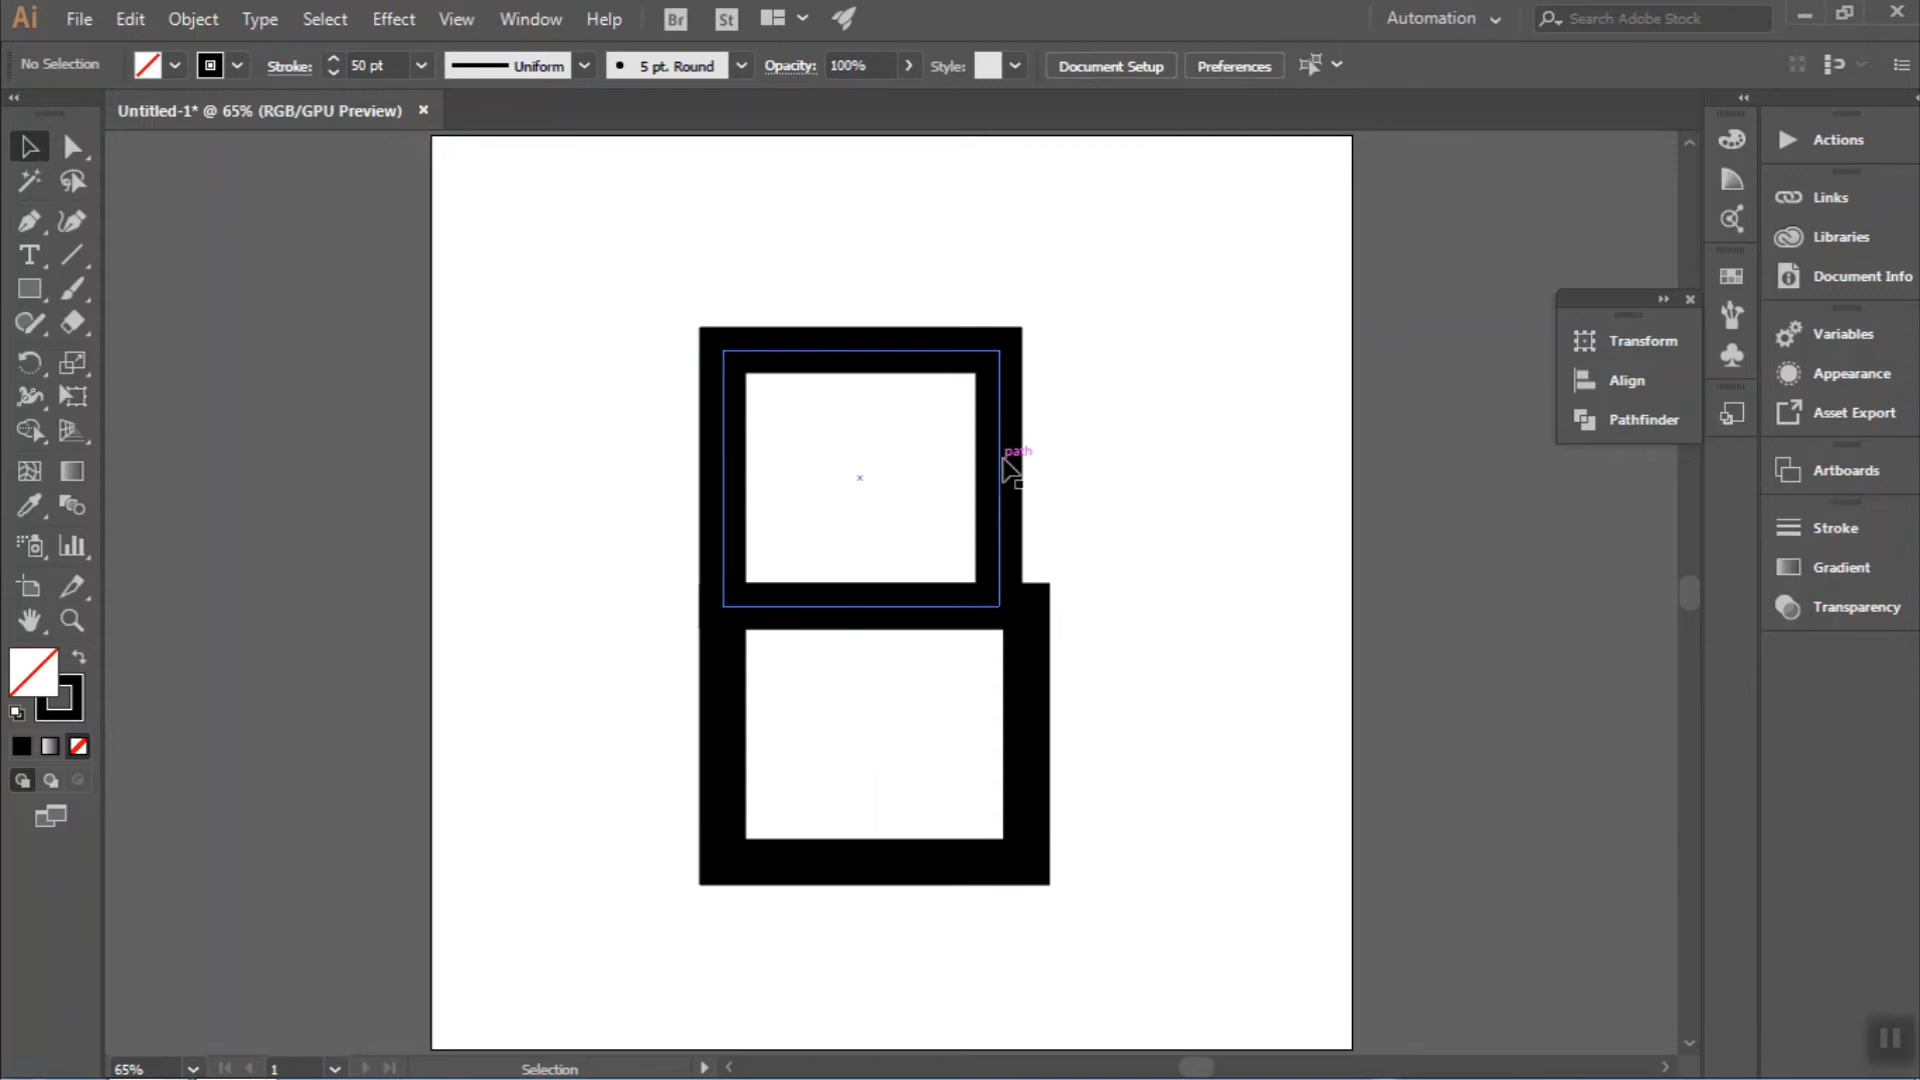 Ai File Edit Object Type Select Effect View Window Help Br St Automation Search Adobe Stock
No Selection Stroke: 50 pt Uniform 5 pt. Round Opacity: 100% Style: Document Setup Preferences
Untitled-1* @ 65% (RGB/GPU Preview)
Actions
Links
Libraries
Document Info
Variables
Transform
Appearance
Align
Asset Export
Pathfinder
path
Artboards
Stroke
Gradient
Transparency
65% 1 Selection